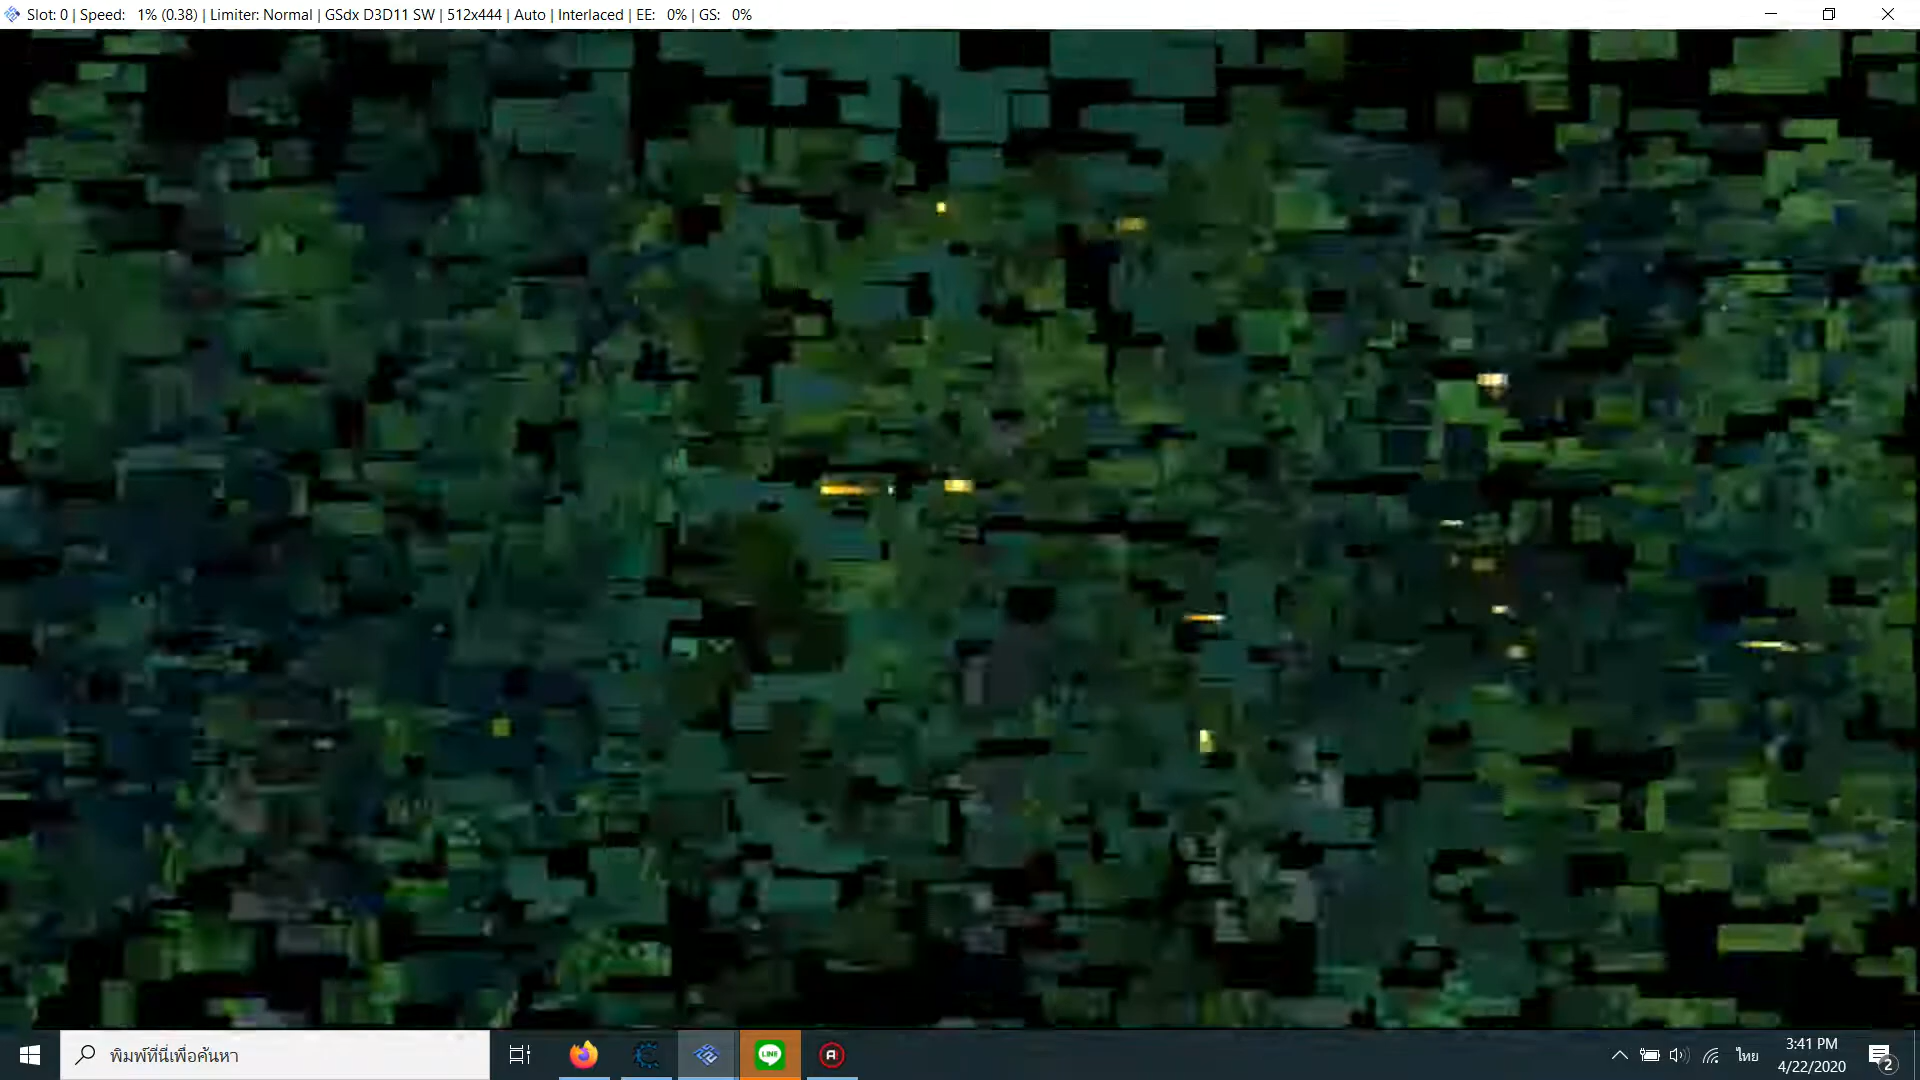 Slot: 0 | Speed: 1% (0.38) | Limiter: Normal | GSdx D3D11 SW | 512x444 | Auto | Interlaced | EE: 0% | GS: 0%
พิมพ์ที่นี่เพื่อค้นหา
LINE
ไทย
3:41 PM
4/22/2020
2